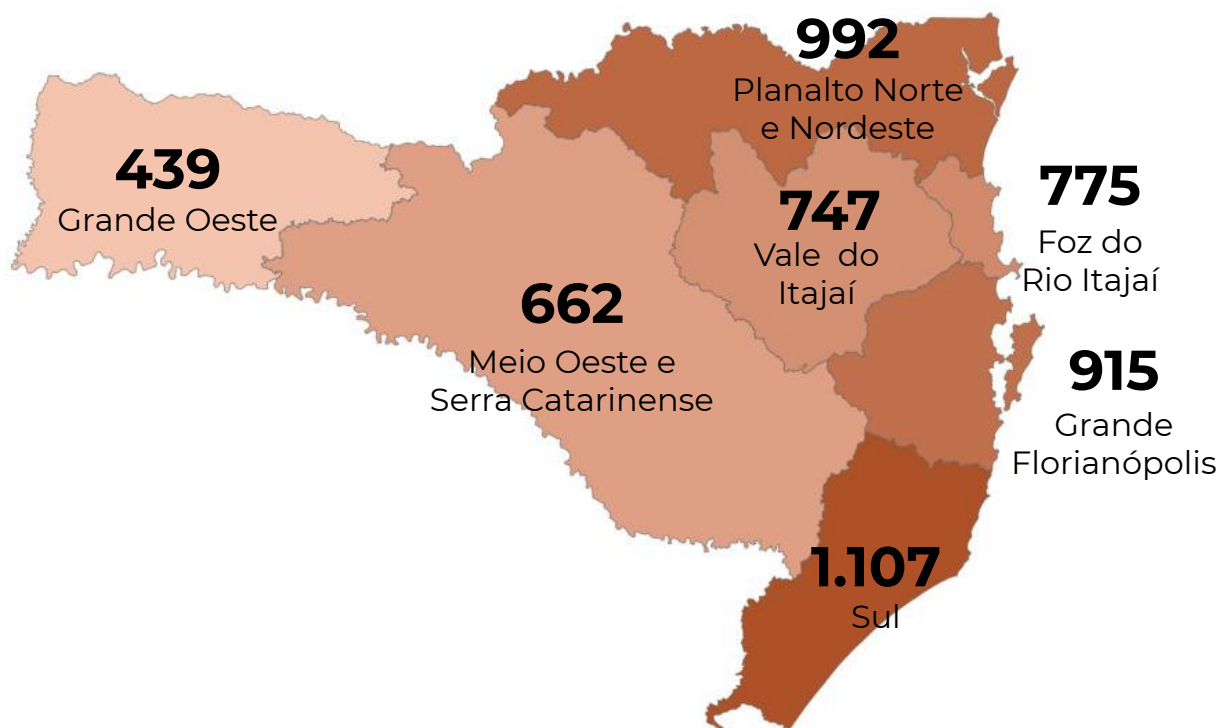 992
Planalto Norte
e Nordeste
439
Grande Oeste
775
Foz do
Rio Itajaí
747
Vale do
Itajaí
662
Meio Oeste e
Serra Catarinense
915
Grande
Florianópolis
1.107
Sul